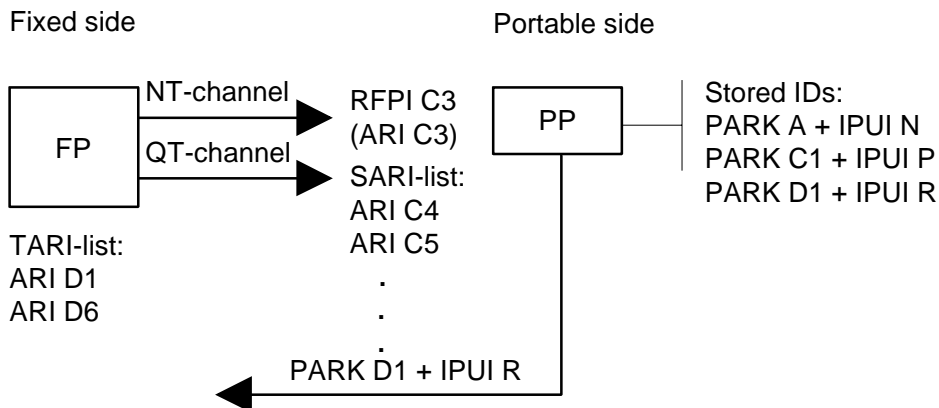 Fixed side
Portable side
NT-channel
FP
QT-channel
RFPI C3
(ARI C3)
SARI-list:
ARI C4
ARI C5
.
.
.
TARI-list:
ARI D1
ARI D6
PP
Stored IDs:
PARK A + IPUI N
PARK C1 + IPUI P
PARK D1 + IPUI R
PARK D1 + IPUI R